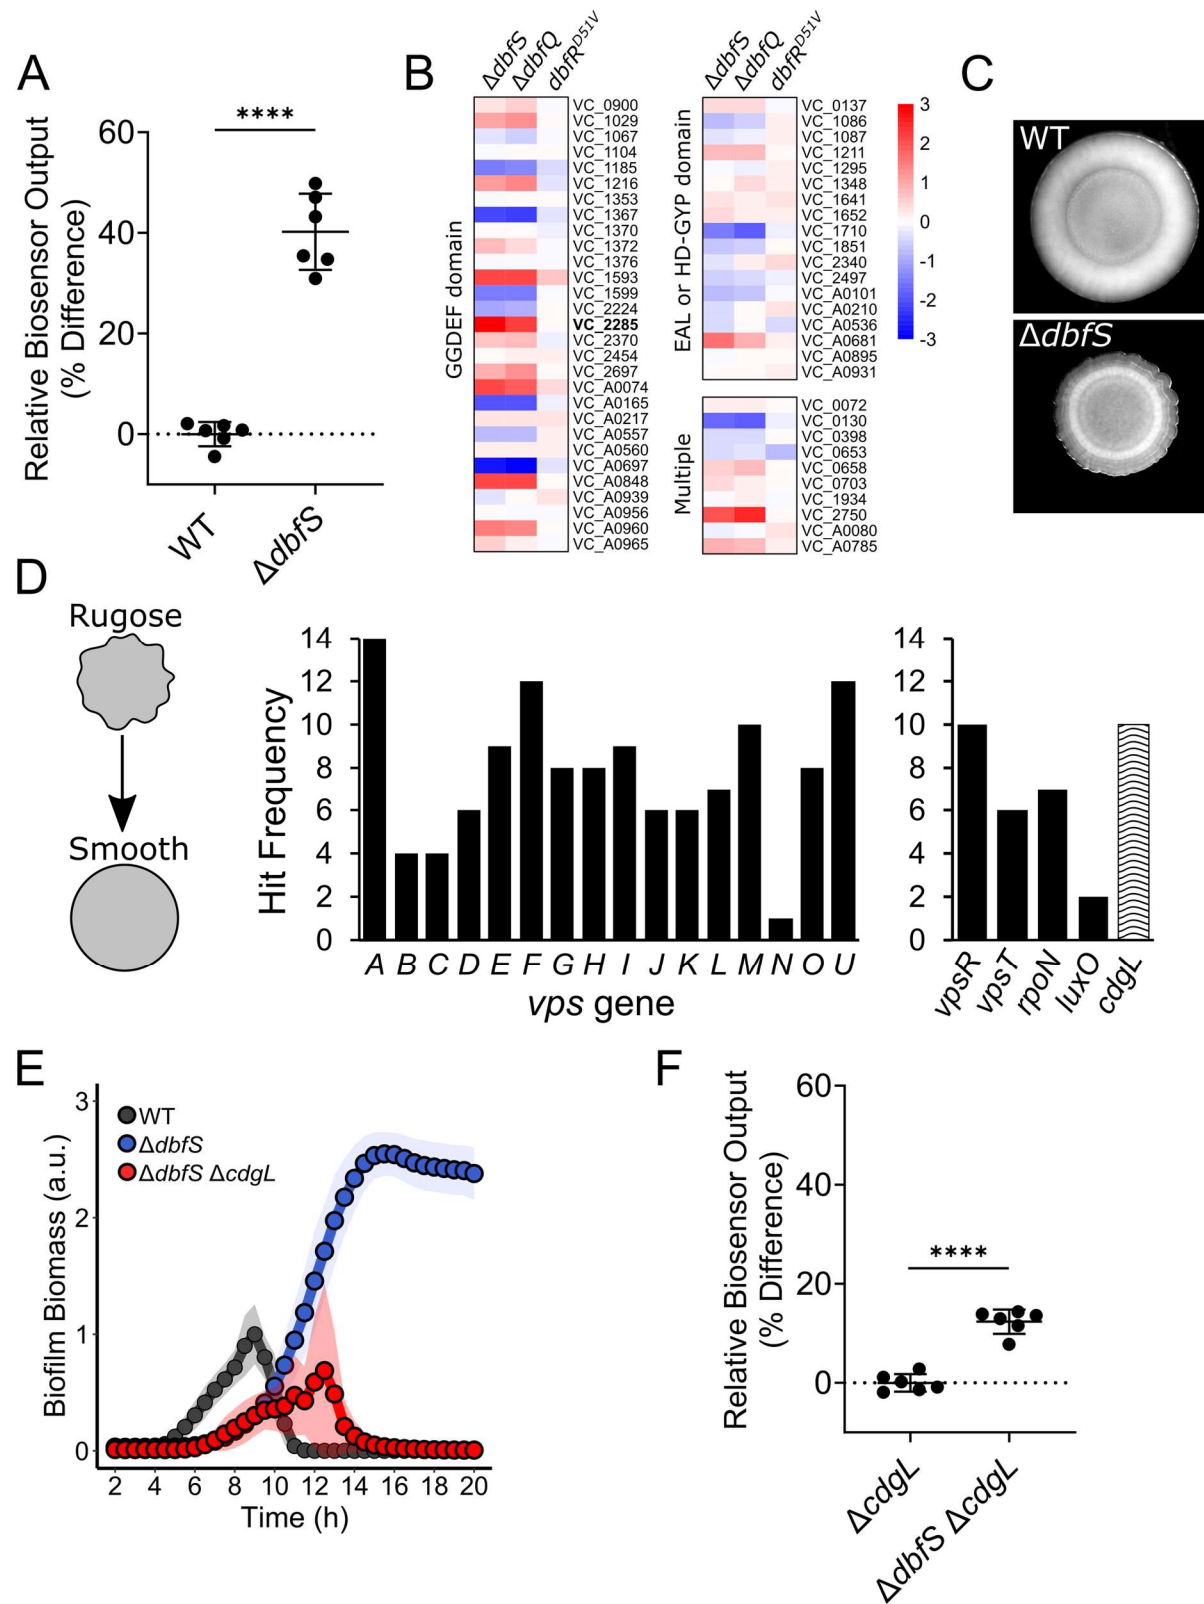 A
Relative Biosensor Output
(% Difference)
60
40
20
0
****
WT
ΔdbfS
B
ΔdbfS
ΔdbfQ
dbfR^D51V
GGDEF domain
VC_0900
VC_1029
VC_1067
VC_1104
VC_1185
VC_1216
VC_1353
VC_1367
VC_1370
VC_1372
VC_1376
VC_1593
VC_1599
VC_2224
VC_2285
VC_2370
VC_2454
VC_2697
VC_A0074
VC_A0165
VC_A0217
VC_A0557
VC_A0560
VC_A0697
VC_A0848
VC_A0939
VC_A0956
VC_A0960
VC_A0965
ΔdbfS
ΔdbfQ
dbfR^D51V
EAL or HD-GYP domain
VC_0137
VC_1086
VC_1087
VC_1211
VC_1295
VC_1348
VC_1641
VC_1652
VC_1710
VC_1851
VC_2340
VC_2497
VC_A0101
VC_A0210
VC_A0536
VC_A0681
VC_A0895
VC_A0931
Multiple
VC_0072
VC_0130
VC_0398
VC_0653
VC_0658
VC_0703
VC_1934
VC_2750
VC_A0080
VC_A0785
3
2
1
0
-1
-2
-3
C
WT
ΔdbfS
D
Rugose
Smooth
Hit Frequency
14
12
10
8
6
4
2
0
A B C D E F G H I J K L M N O U
vps gene
14
12
10
8
6
4
2
0
vpsR
vpsT
rpoN
luxO
cdgL
E
Biofilm Biomass (a.u.)
3
2
1
0
WT
ΔdbfS
ΔdbfS ΔcdgL
2 4 6 8 10 12 14 16 18 20
Time (h)
F
Relative Biosensor Output
(% Difference)
60
40
20
0
****
ΔcdgL
ΔdbfS ΔcdgL